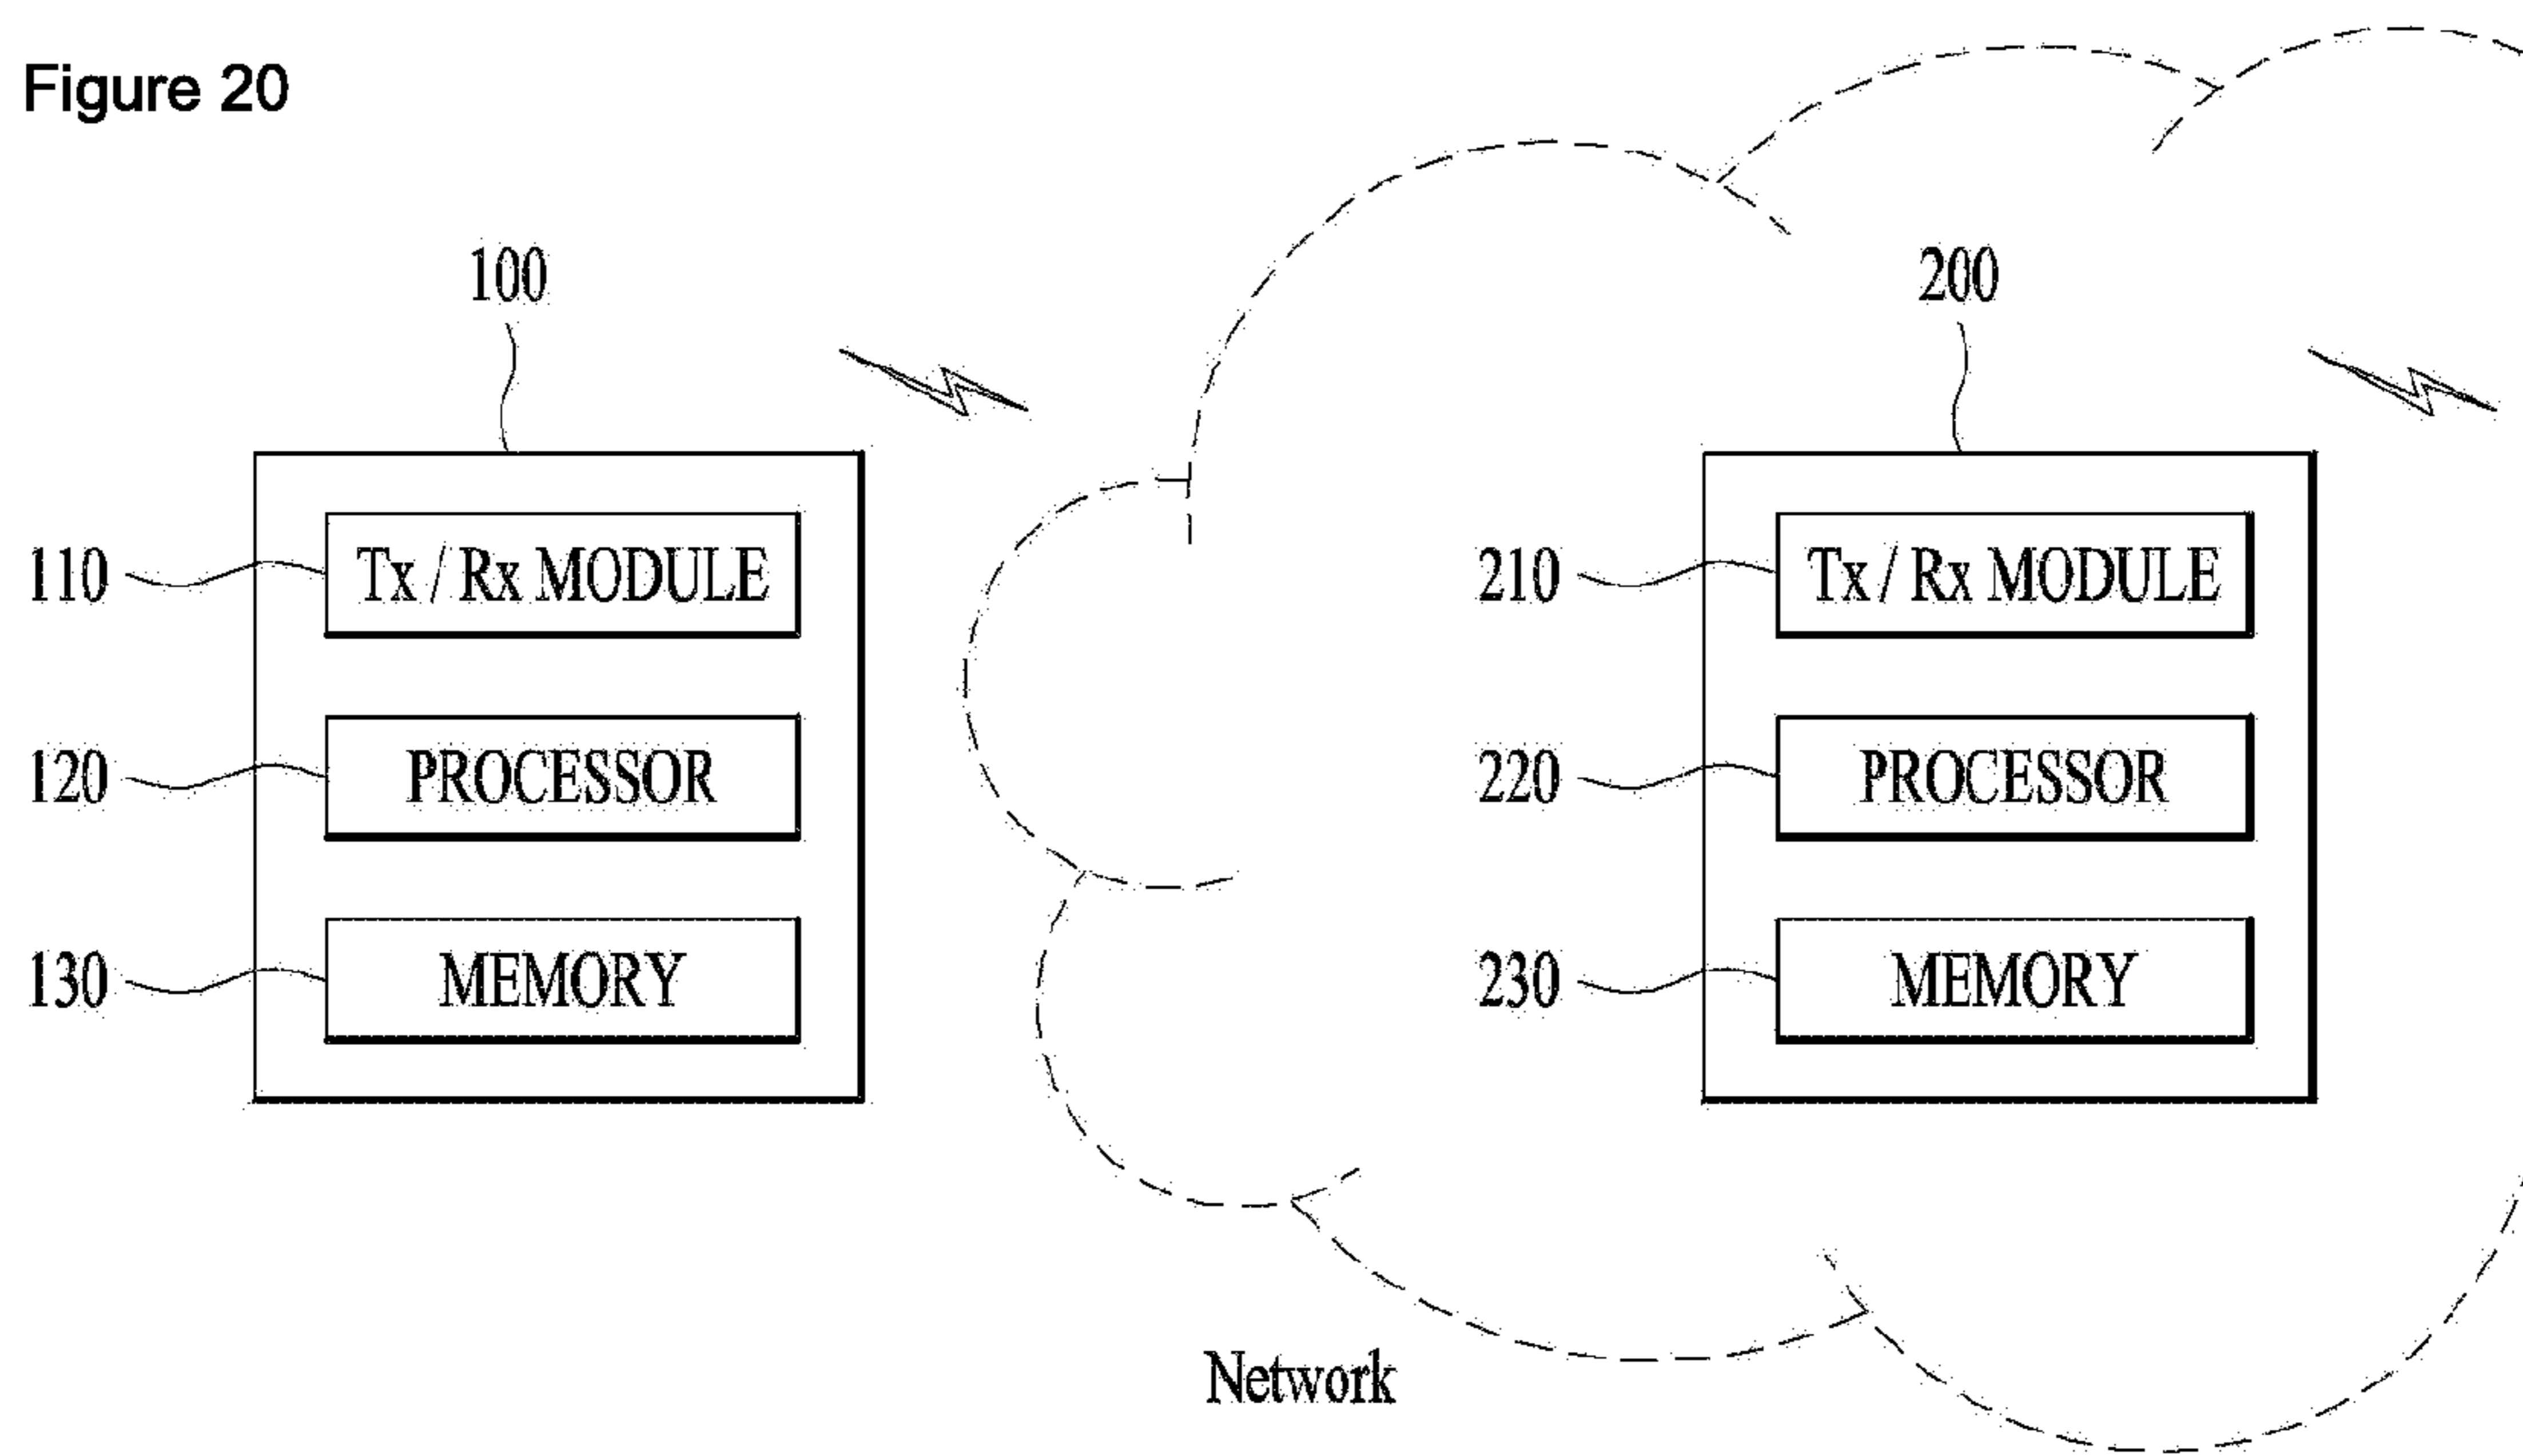 Figure 20
100
200
110
Tx / Rx MODULE
210
Tx / Rx MODULE
120
PROCESSOR
220
PROCESSOR
130
MEMORY
230
MEMORY
Network